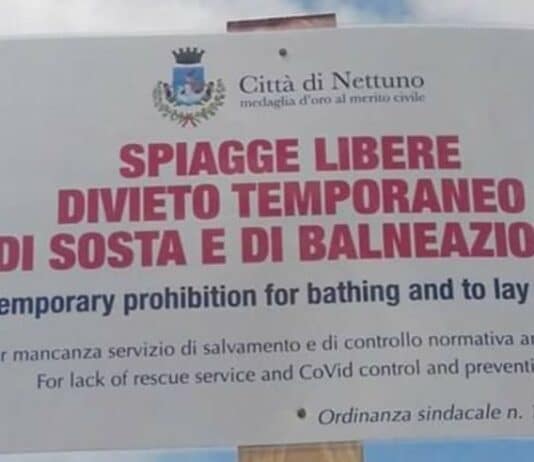 Città di Nettuno
medaglia d'oro al merito civile
SPIAGGE LIBERE
DIVIETO TEMPORANEO
DI SOSTA E DI BALNEAZIO
emporary prohibition for bathing and to lay
r mancanza servizio di salvamento e di controllo normativa a
For lack of rescue service and CoVid control and preventi
Ordinanza sindacale n.